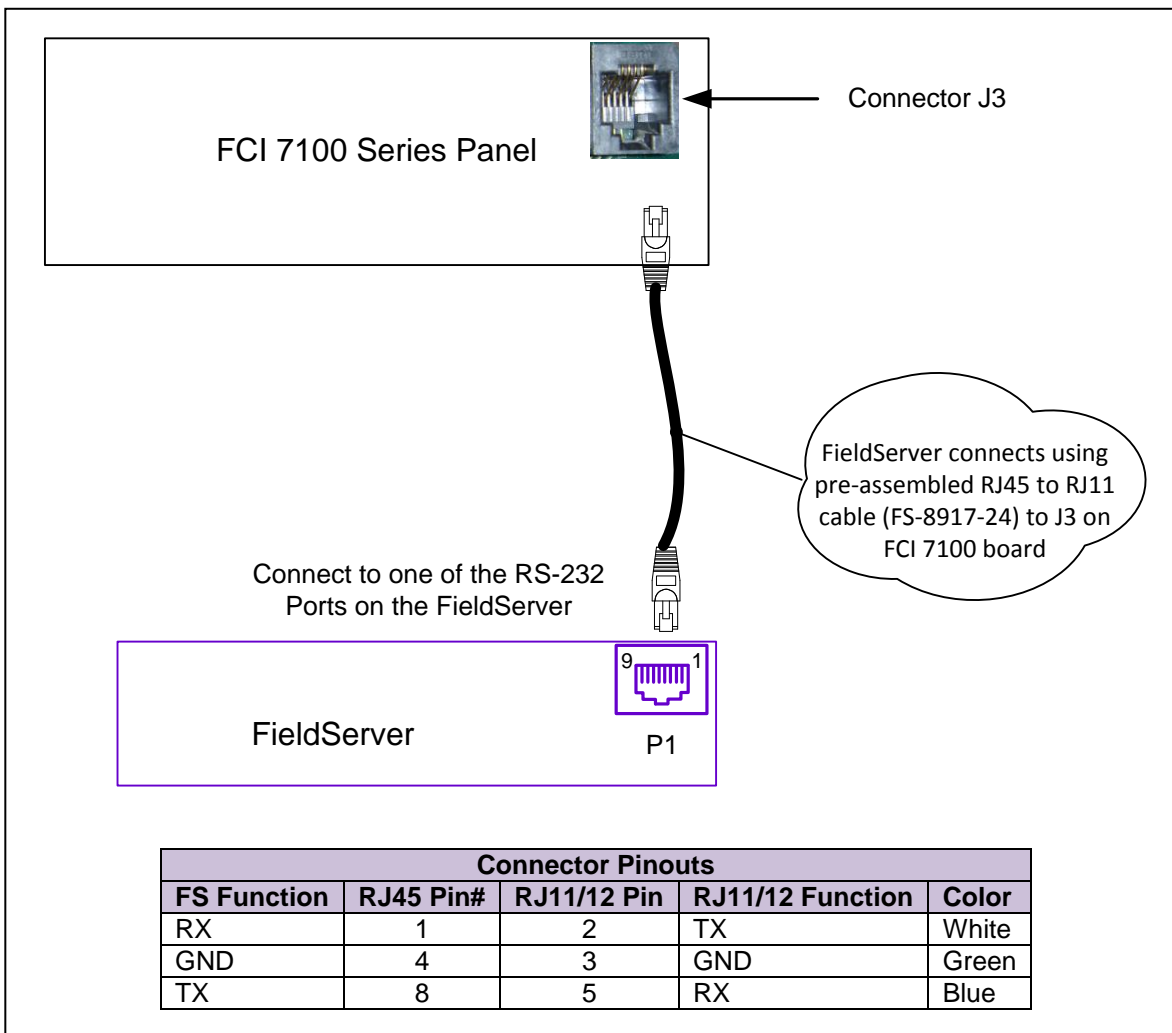 Connector J3
FCI 7100 Series Panel
FieldServer connects using
pre-assembled RJ45 to RJ11
cable (FS-8917-24) to J3 on
FCI 7100 board
Connect to one of the RS-232
Ports on the FieldServer
9 1
FieldServer
P1
Connector Pinouts
FS Function RJ45 Pin# RJ11/12 Pin RJ11/12 Function Color
RX 1 2 TX White
GND 4 3 GND Green
TX 8 5 RX Blue